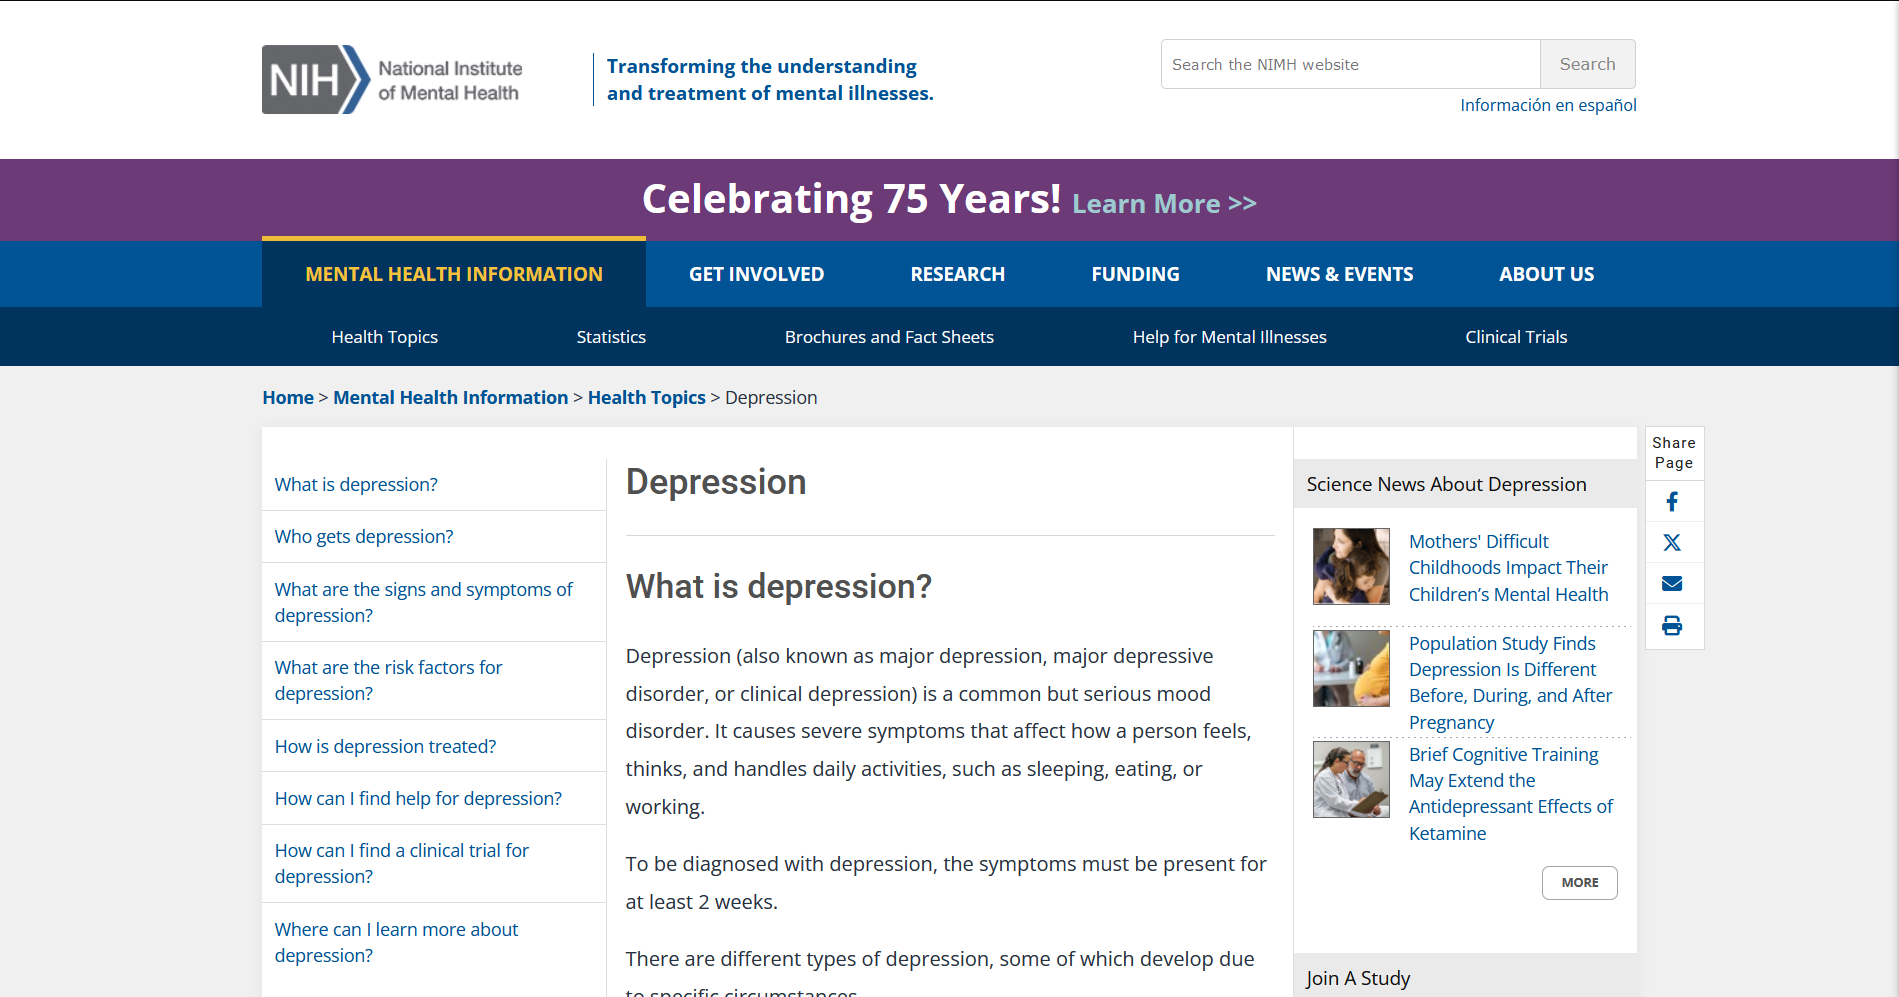 NIH National Institute
of Mental Health
Transforming the understanding
and treatment of mental illnesses.
Search the NIMH website
Search
Información en español
Celebrating 75 Years! Learn More >>
MENTAL HEALTH INFORMATION
GET INVOLVED
RESEARCH
FUNDING
NEWS & EVENTS
ABOUT US
Health Topics
Statistics
Brochures and Fact Sheets
Help for Mental Illnesses
Clinical Trials
Home > Mental Health Information > Health Topics > Depression
What is depression?
Who gets depression?
What are the signs and symptoms of
depression?
What are the risk factors for
depression?
How is depression treated?
How can I find help for depression?
How can I find a clinical trial for
depression?
Where can I learn more about
depression?
Depression
What is depression?
Depression (also known as major depression, major depressive
disorder, or clinical depression) is a common but serious mood
disorder. It causes severe symptoms that affect how a person feels,
thinks, and handles daily activities, such as sleeping, eating, or
working.
To be diagnosed with depression, the symptoms must be present for
at least 2 weeks.
There are different types of depression, some of which develop due
to specific circumstances.
Science News About Depression
Mothers' Difficult
Childhoods Impact Their
Children’s Mental Health
Population Study Finds
Depression Is Different
Before, During, and After
Pregnancy
Brief Cognitive Training
May Extend the
Antidepressant Effects of
Ketamine
MORE
Join A Study
Share
Page